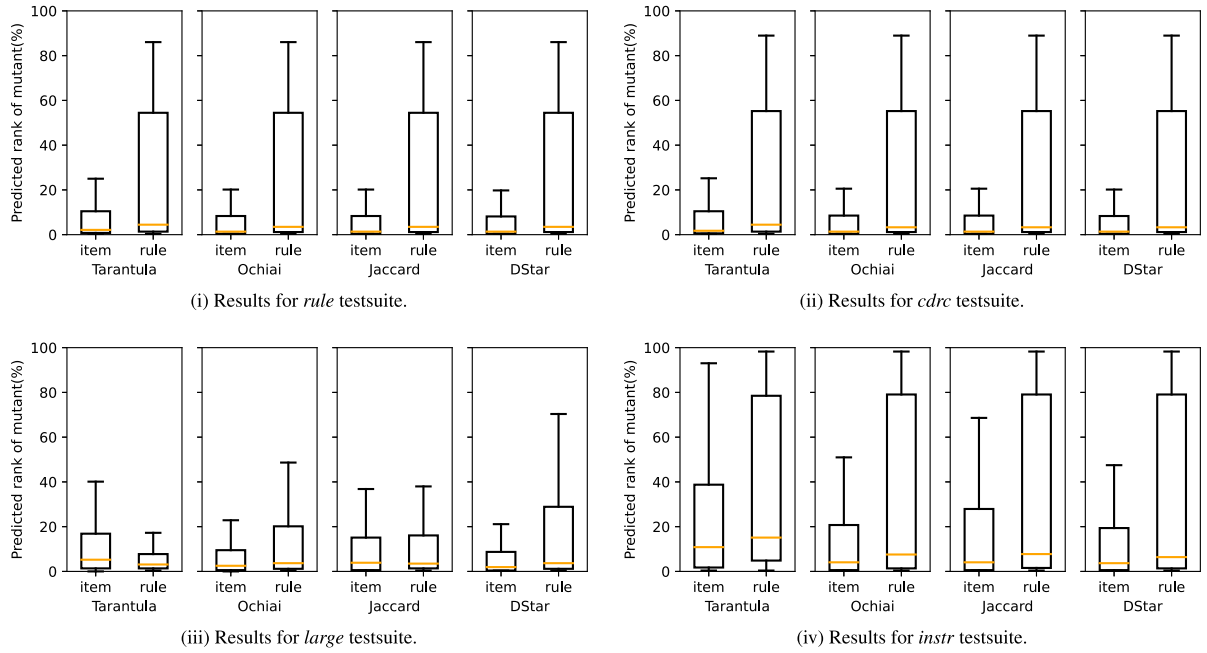 Predicted rank of mutant(%)
100
80
60
40
20
0
item rule item rule item rule item rule
Tarantula Ochiai Jaccard DStar
(i) Results for rule testsuite.
Predicted rank of mutant(%)
100
80
60
40
20
0
item rule item rule item rule item rule
Tarantula Ochiai Jaccard DStar
(ii) Results for cdrc testsuite.
Predicted rank of mutant(%)
100
80
60
40
20
0
item rule item rule item rule item rule
Tarantula Ochiai Jaccard DStar
(iii) Results for large testsuite.
Predicted rank of mutant(%)
100
80
60
40
20
0
item rule item rule item rule item rule
Tarantula Ochiai Jaccard DStar
(iv) Results for instr testsuite.